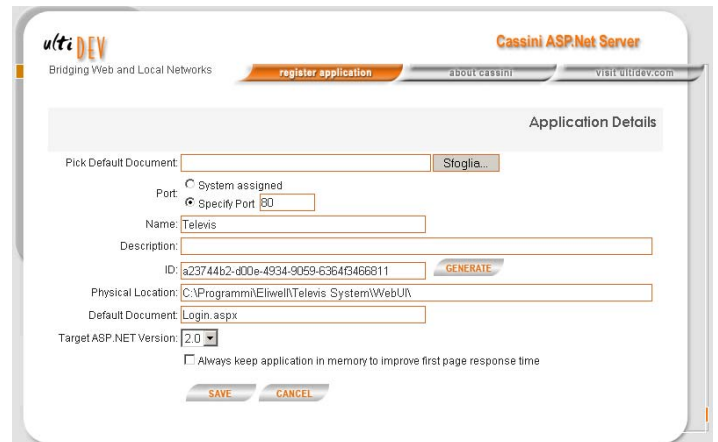 ulti DEV
Cassini ASP.Net Server
Bridging Web and Local Networks
register application
about cassini
visit ultidev.com
Application Details
Pick Default Document:
Sfoglia...
Port:
System assigned
Specify Port 80
Name: Televis
Description:
ID: a23744b2-d00e-4934-9059-6364f3466811
GENERATE
Physical Location: C:\Programmi\Eliwell\Televis System\WebUI\
Default Document: Login.aspx
Target ASP.NET Version: 2.0
Always keep application in memory to improve first page response time
SAVE
CANCEL